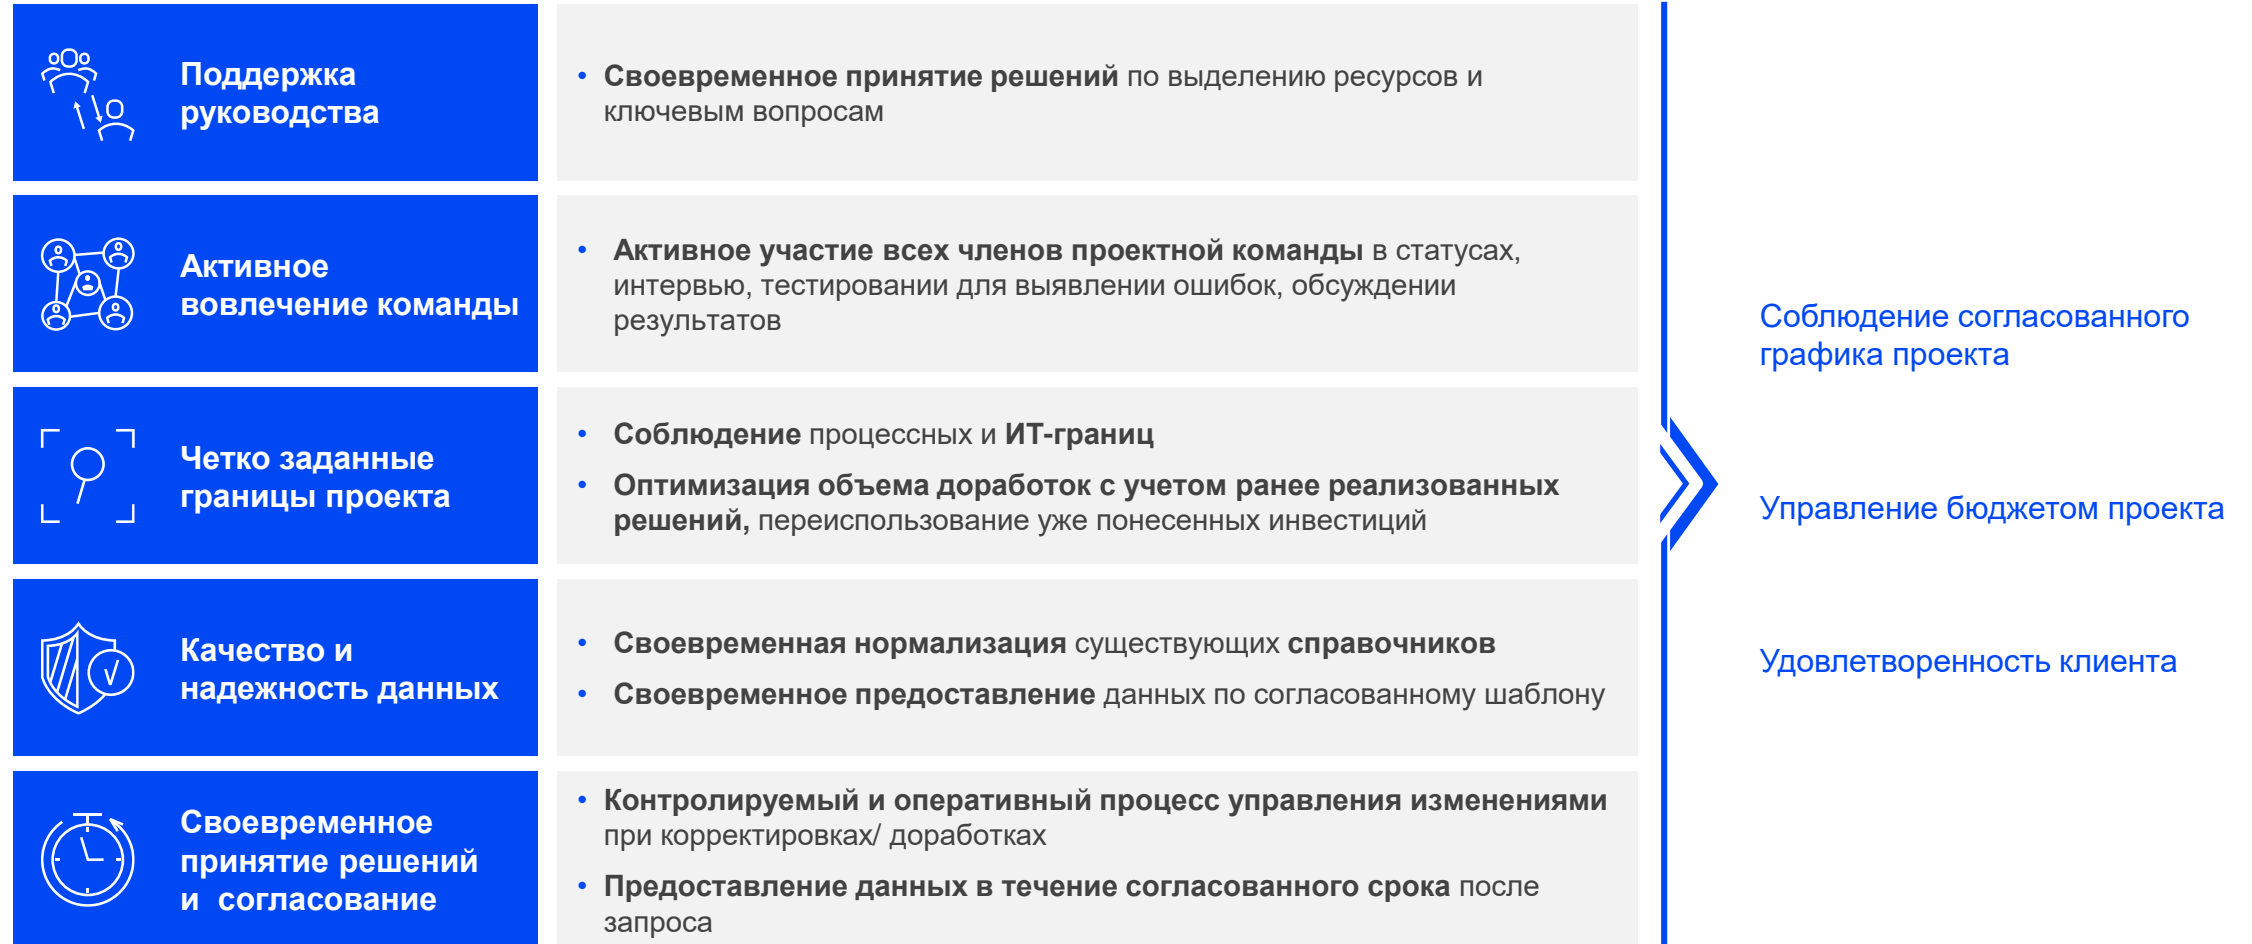 Поддержка
руководства
• Своевременное принятие решений по выделению ресурсов и
ключевым вопросам
Активное
вовлечение команды
• Активное участие всех членов проектной команды в статусах,
интервью, тестировании для выявлении ошибок, обсуждении
результатов
Четко заданные
границы проекта
• Соблюдение процессных и ИТ-границ
• Оптимизация объема доработок с учетом ранее реализованных
решений, переиспользование уже понесенных инвестиций
Качество и
надежность данных
• Своевременная нормализация существующих справочников
• Своевременное предоставление данных по согласованному шаблону
Своевременное
принятие решений
и согласование
• Контролируемый и оперативный процесс управления изменениями
при корректировках/ доработках
• Предоставление данных в течение согласованного срока после
запроса
Соблюдение согласованного
графика проекта
Управление бюджетом проекта
Удовлетворенность клиента